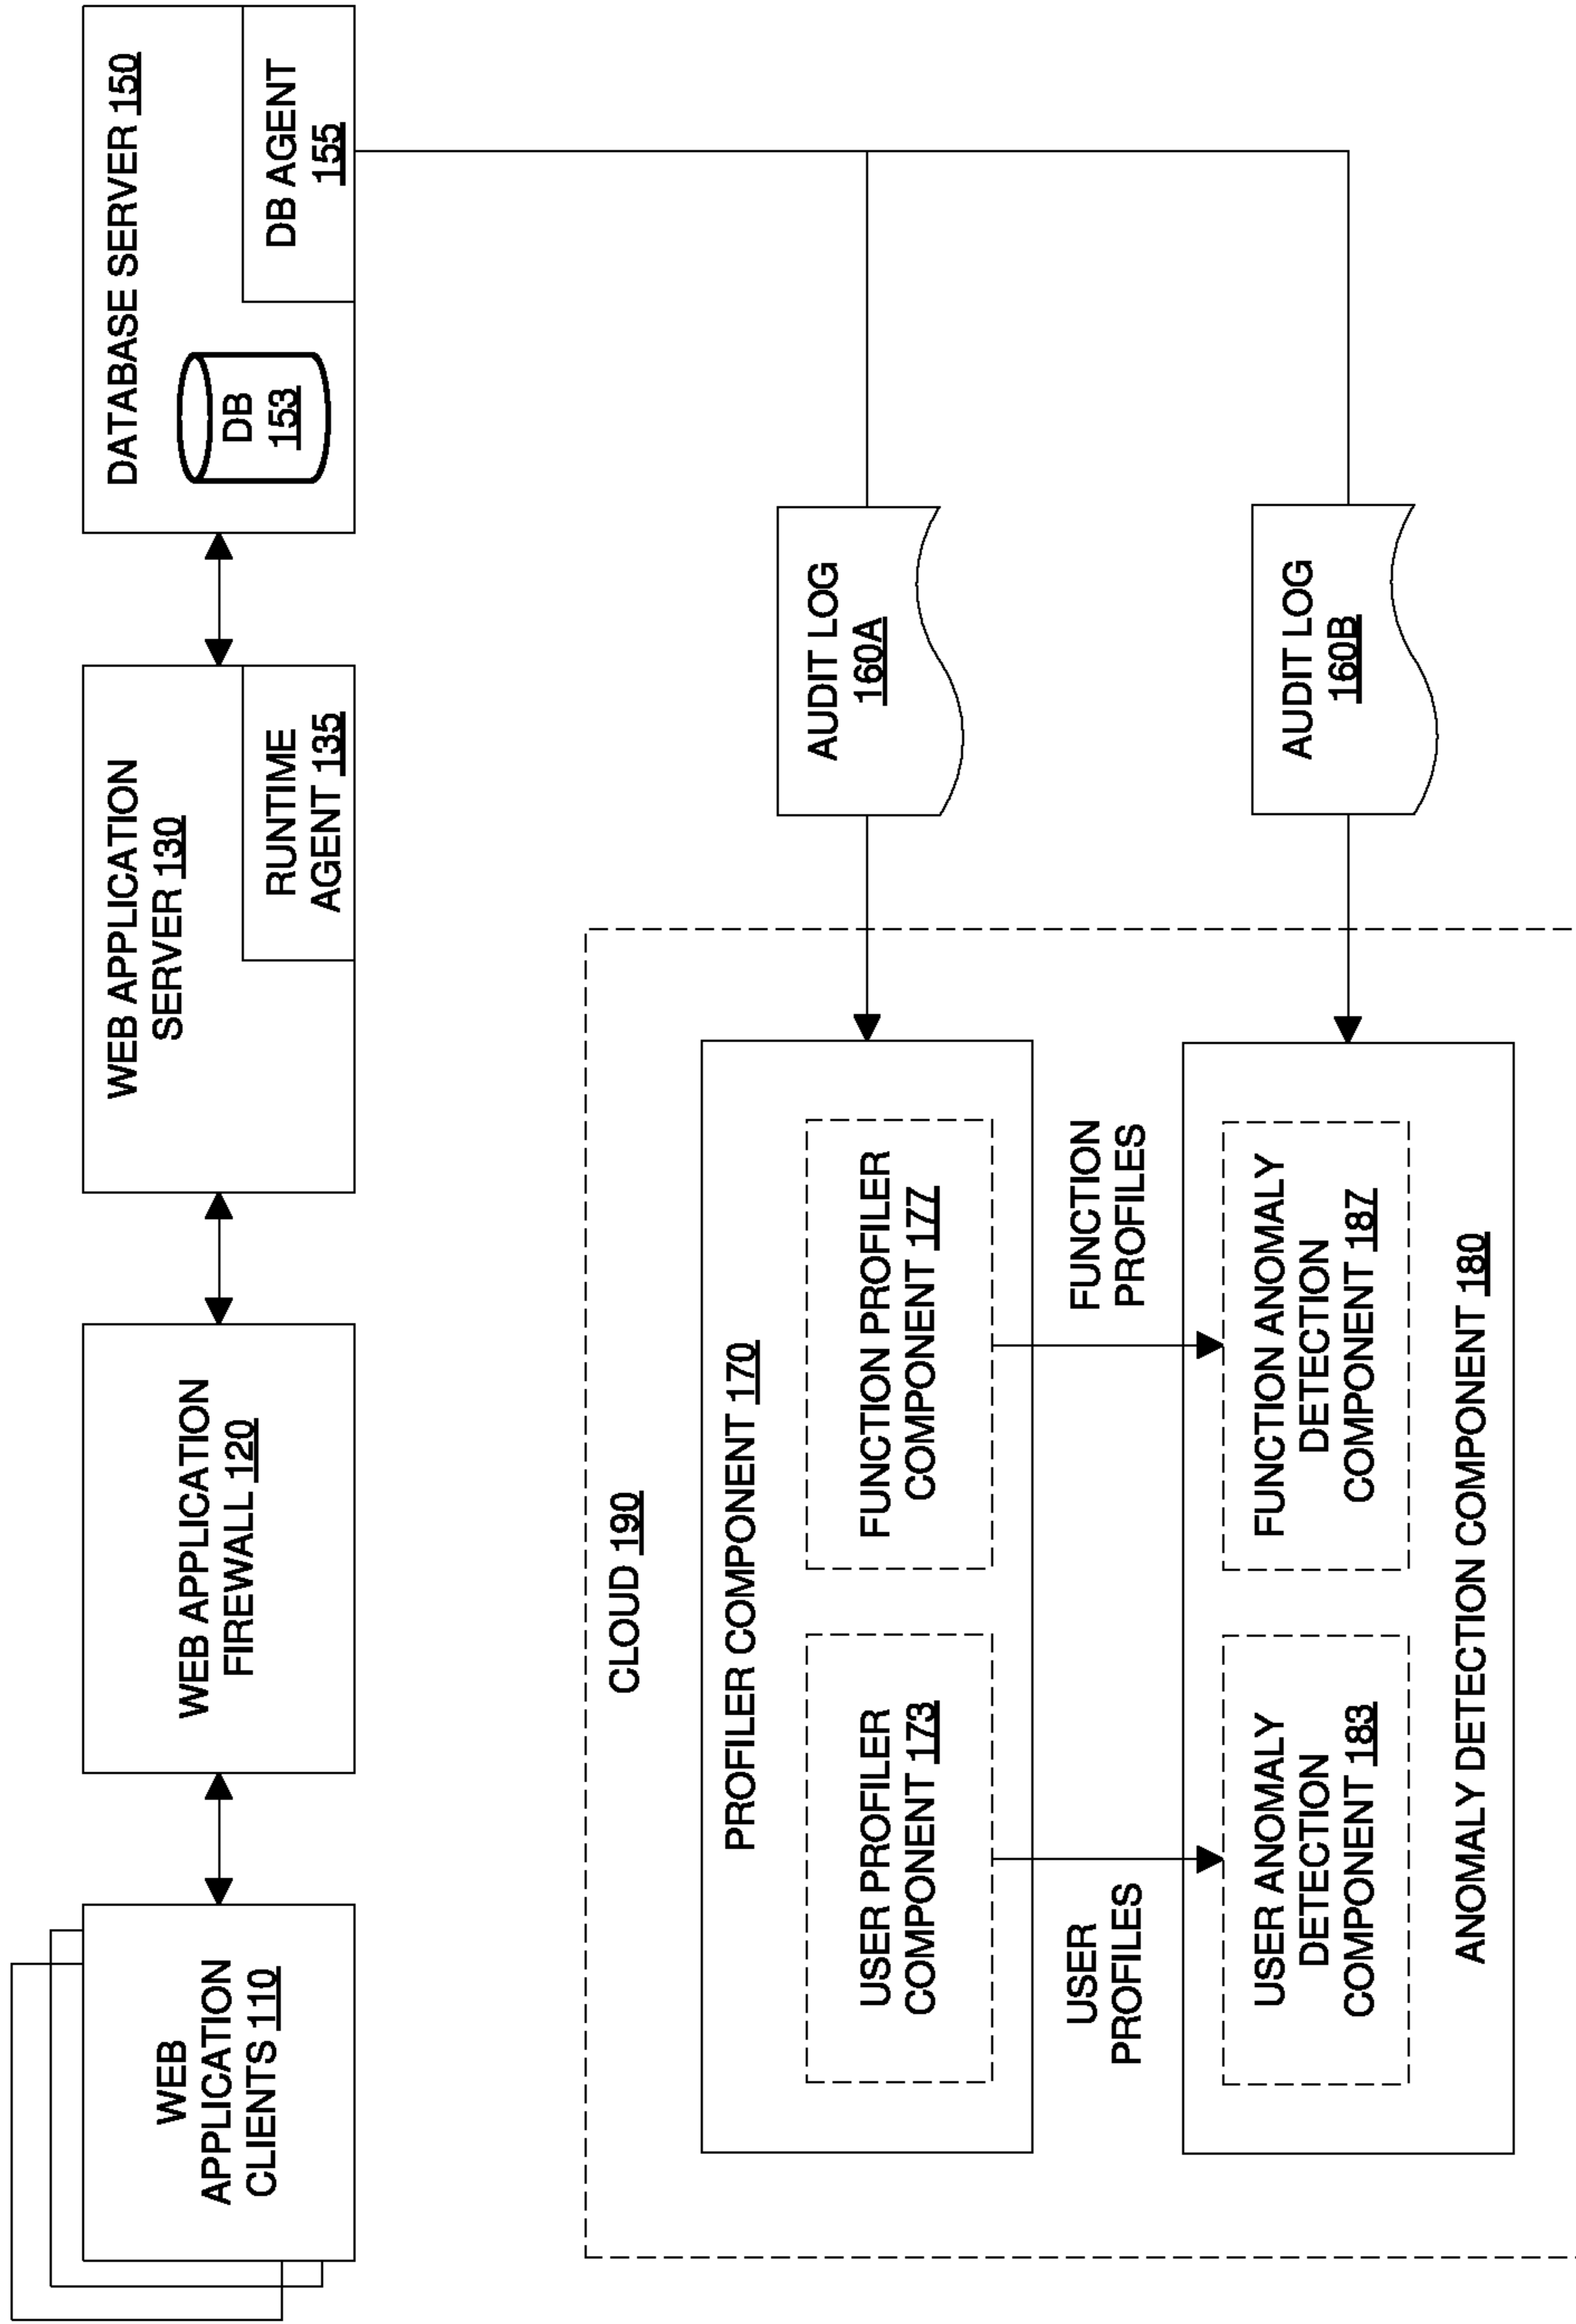 WEB
APPLICATION
CLIENTS 110
WEB APPLICATION
FIREWALL 120
WEB APPLICATION
SERVER 130
RUNTIME
AGENT 135
DATABASE SERVER 150
DB
153
DB AGENT
155
CLOUD 190
PROFILER COMPONENT 170
USER PROFILER
COMPONENT 173
FUNCTION PROFILER
COMPONENT 177
AUDIT LOG
160A
USER
PROFILES
FUNCTION
PROFILES
USER ANOMALY
DETECTION
COMPONENT 183
FUNCTION ANOMALY
DETECTION
COMPONENT 187
ANOMALY DETECTION COMPONENT 180
AUDIT LOG
160B